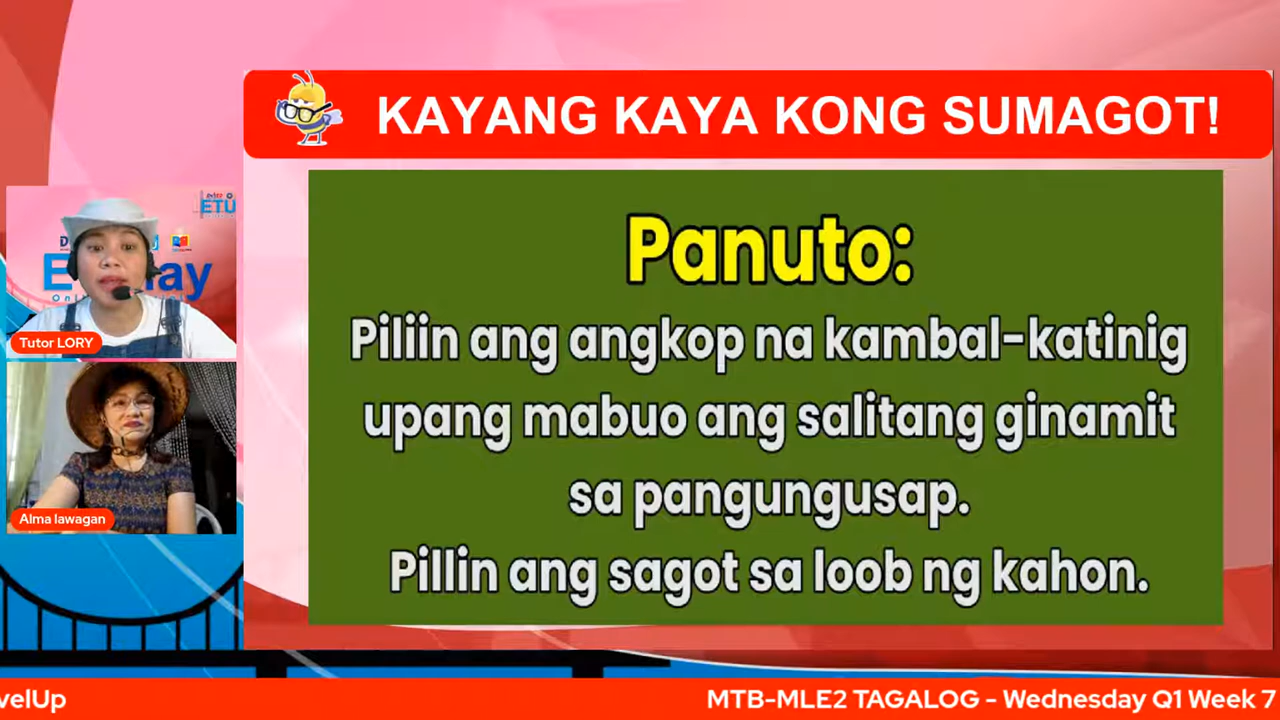 KAYANG KAYA KONG SUMAGOT!
Panuto:
Piliin ang angkop na kambal-katinig
upang mabuo ang salitang ginamit
sa pangungusap.
Pillin ang sagot sa loob ng kahon.
ETU
Tutor LORY
Alma lawagan
velUp
MTB-MLE2 TAGALOG - Wednesday Q1 Week 7